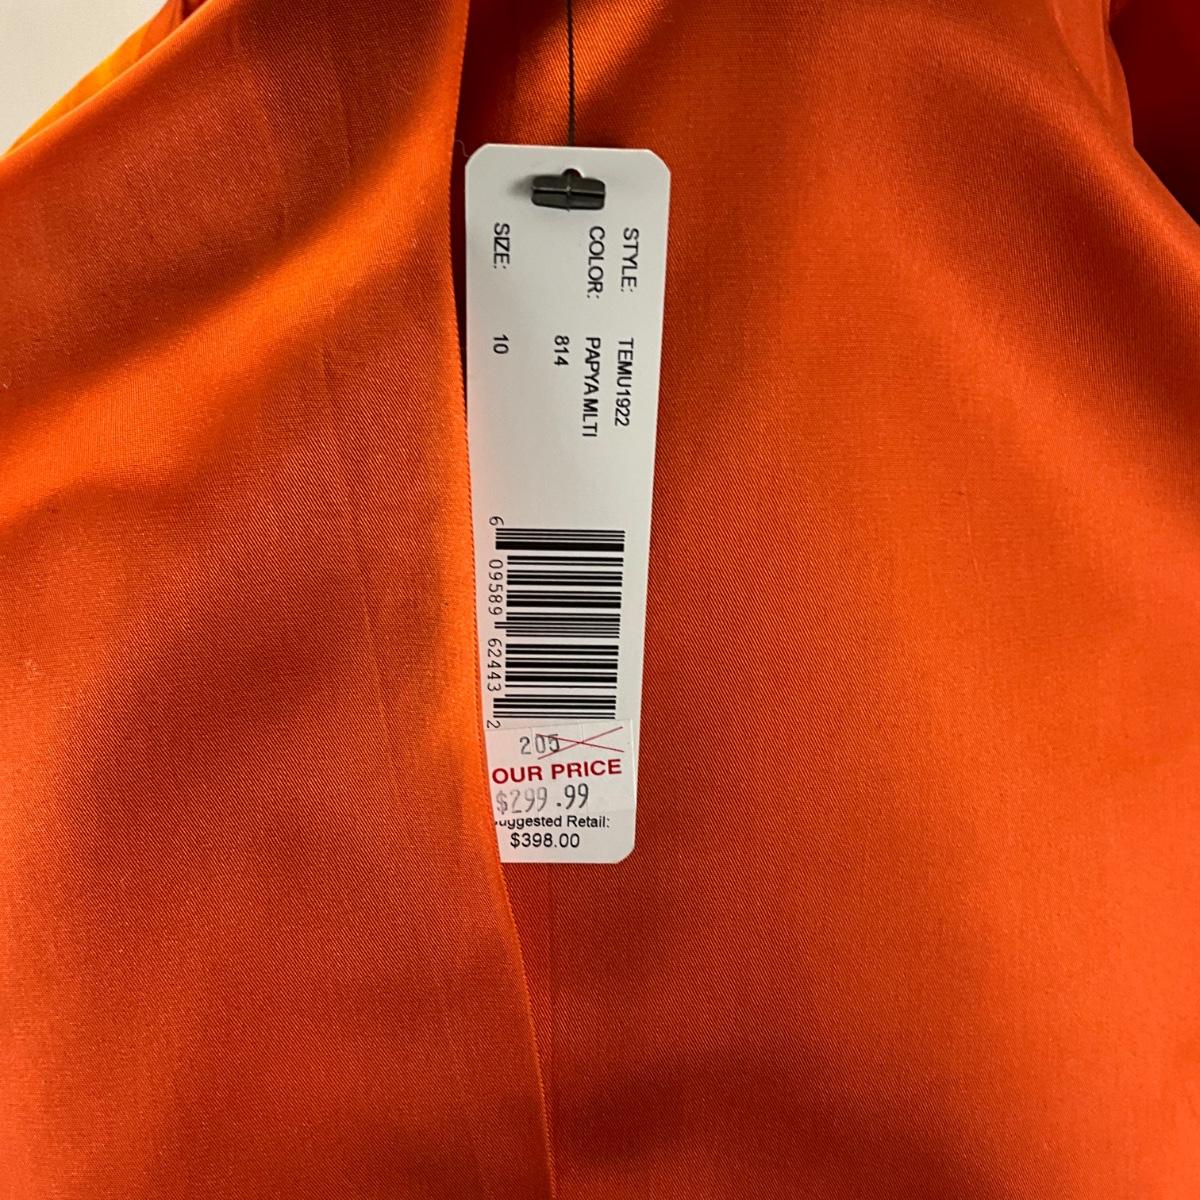 STYLE: TEMU1922
COLOR: PAPYA MLTI
814
SIZE: 10
6 09589 62443 2
205
OUR PRICE
$299.99
uggested Retail:
$398.00